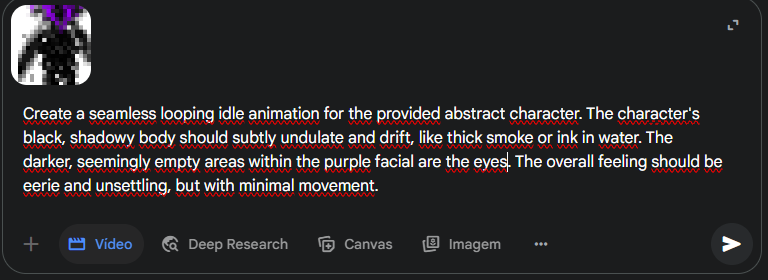 Create a seamless looping idle animation for the provided abstract character. The character's
black, shadowy body should subtly undulate and drift, like thick smoke or ink in water. The
darker, seemingly empty areas within the purple facial are the eyes. The overall feeling should be
eerie and unsettling, but with minimal movement.
Vídeo Deep Research Canvas Imagem